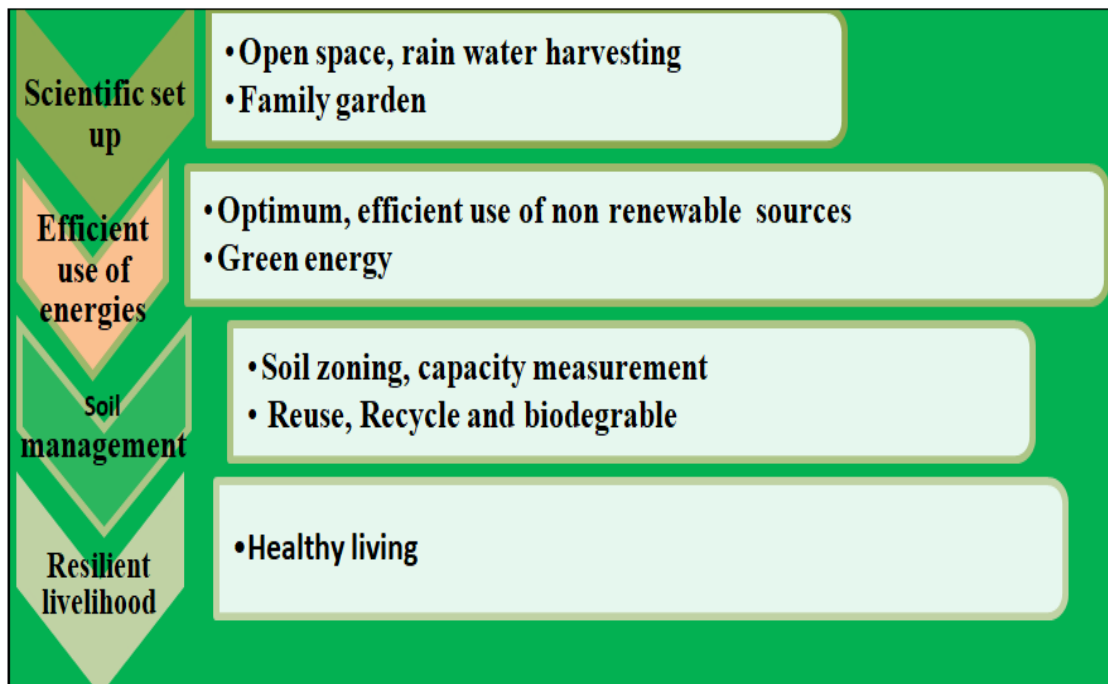 Scientific set
up
•Open space, rain water harvesting
•Family garden
Efficient
use of
energies
•Optimum, efficient use of non renewable sources
•Green energy
Soil
management
•Soil zoning, capacity measurement
• Reuse, Recycle and biodegrable
Resilient
livelihood
•Healthy living